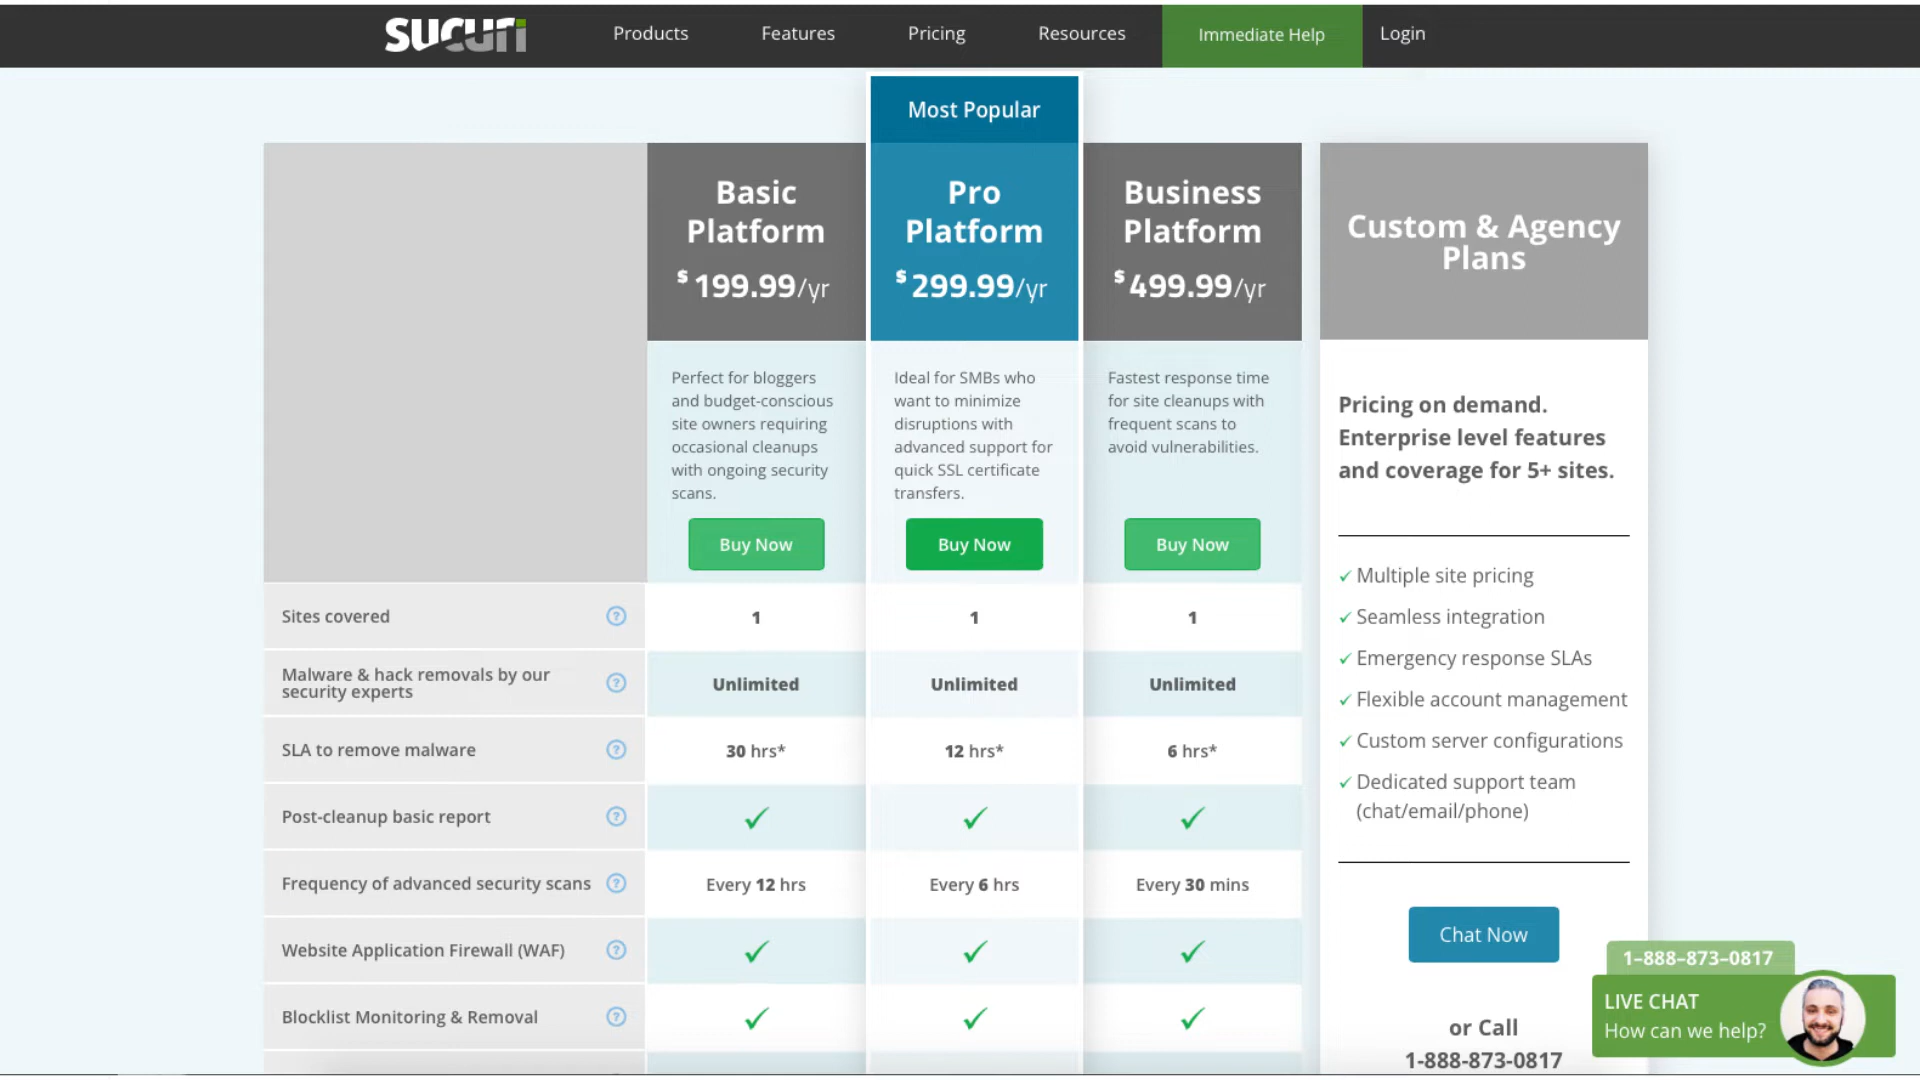 sucuri
Products Features Pricing Resources Immediate Help Login
Most Popular
Basic
Platform
$199.99/yr
Pro
Platform
$299.99/yr
Business
Platform
$499.99/yr
Custom & Agency
Plans
Perfect for bloggers
and budget-conscious
site owners requiring
occasional cleanups
with ongoing security
scans.
Buy Now
Ideal for SMBs who
want to minimize
disruptions with
advanced support for
quick SSL certificate
transfers.
Buy Now
Fastest response time
for site cleanups with
frequent scans to
avoid vulnerabilities.
Buy Now
Sites covered ? 1 1 1
Malware & hack removals by our
security experts ? Unlimited Unlimited Unlimited
SLA to remove malware ? 30 hrs* 12 hrs* 6 hrs*
Post-cleanup basic report ? ✓ ✓ ✓
Frequency of advanced security scans ? Every 12 hrs Every 6 hrs Every 30 mins
Website Application Firewall (WAF) ? ✓ ✓ ✓
Blocklist Monitoring & Removal ? ✓ ✓ ✓
Pricing on demand.
Enterprise level features
and coverage for 5+ sites.
✓ Multiple site pricing
✓ Seamless integration
✓ Emergency response SLAs
✓ Flexible account management
✓ Custom server configurations
✓ Dedicated support team
(chat/email/phone)
Chat Now
or Call
1-888-873-0817
1–888–873–0817
LIVE CHAT
How can we help?